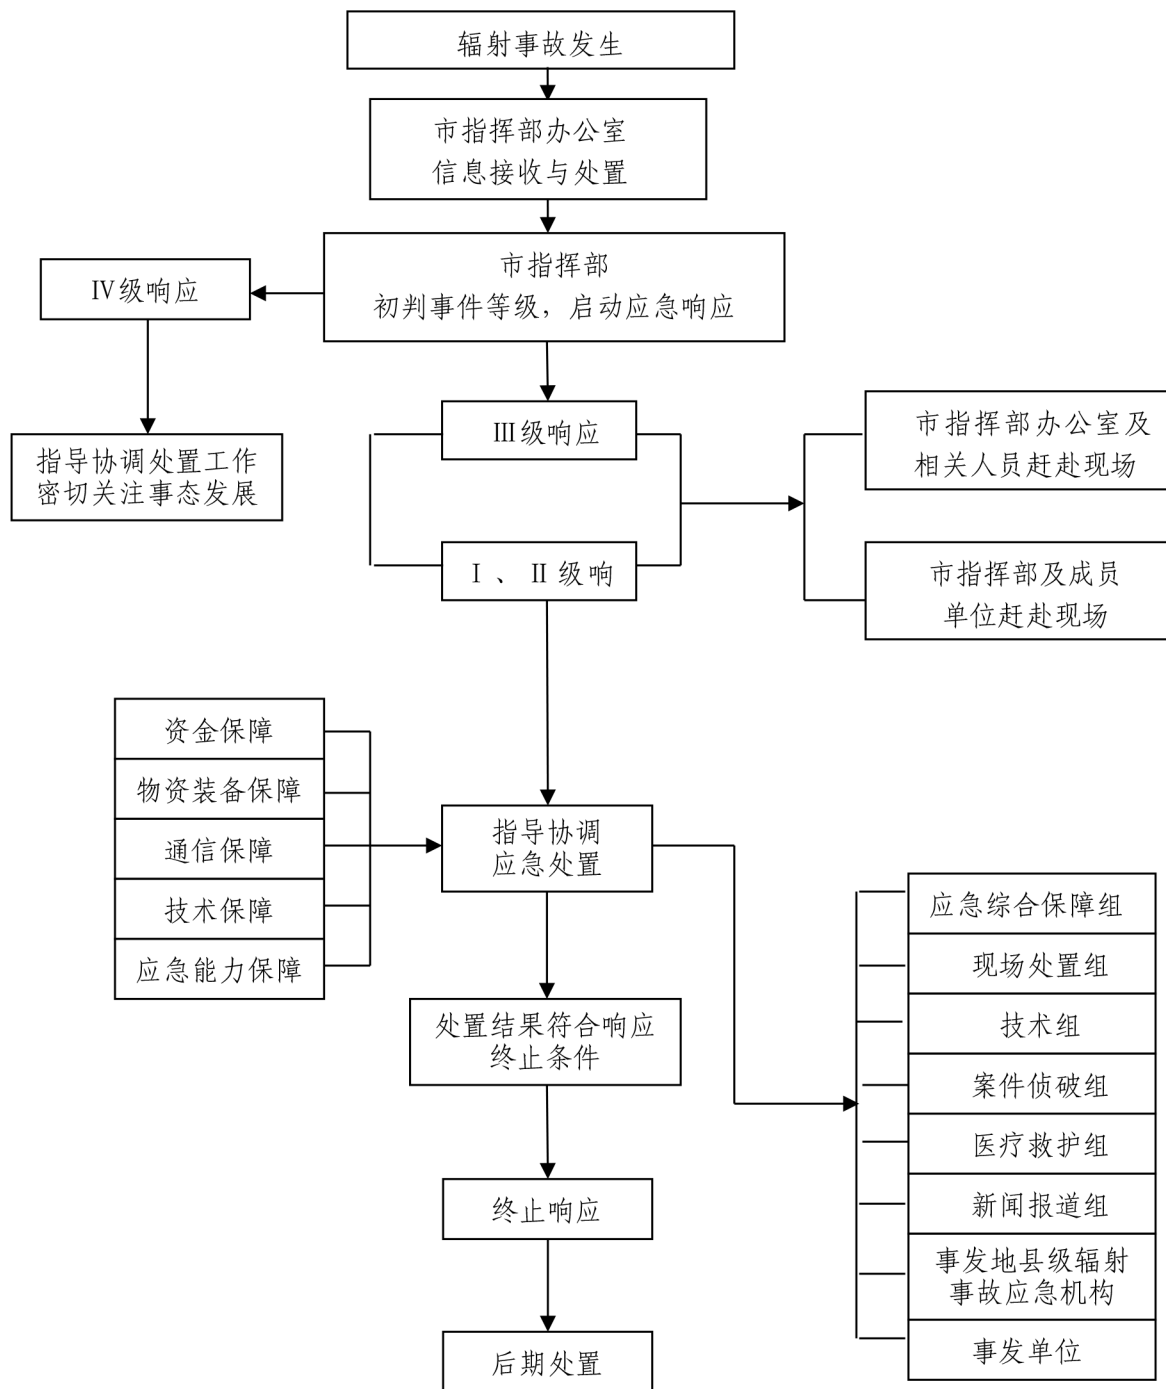 辐射事故发生
市指挥部办公室
信息接收与处置
市指挥部
初判事件等级，启动应急响应
Ⅳ级响应
指导协调处置工作
密切关注事态发展
Ⅲ级响应
市指挥部办公室及
相关人员赶赴现场
Ⅰ、Ⅱ级响
市指挥部及成员
单位赶赴现场
资金保障
物资装备保障
通信保障
技术保障
应急能力保障
指导协调
应急处置
应急综合保障组
现场处置组
技术组
案件侦破组
医疗救护组
新闻报道组
事发地县级辐射
事故应急机构
事发单位
处置结果符合响应
终止条件
终止响应
后期处置